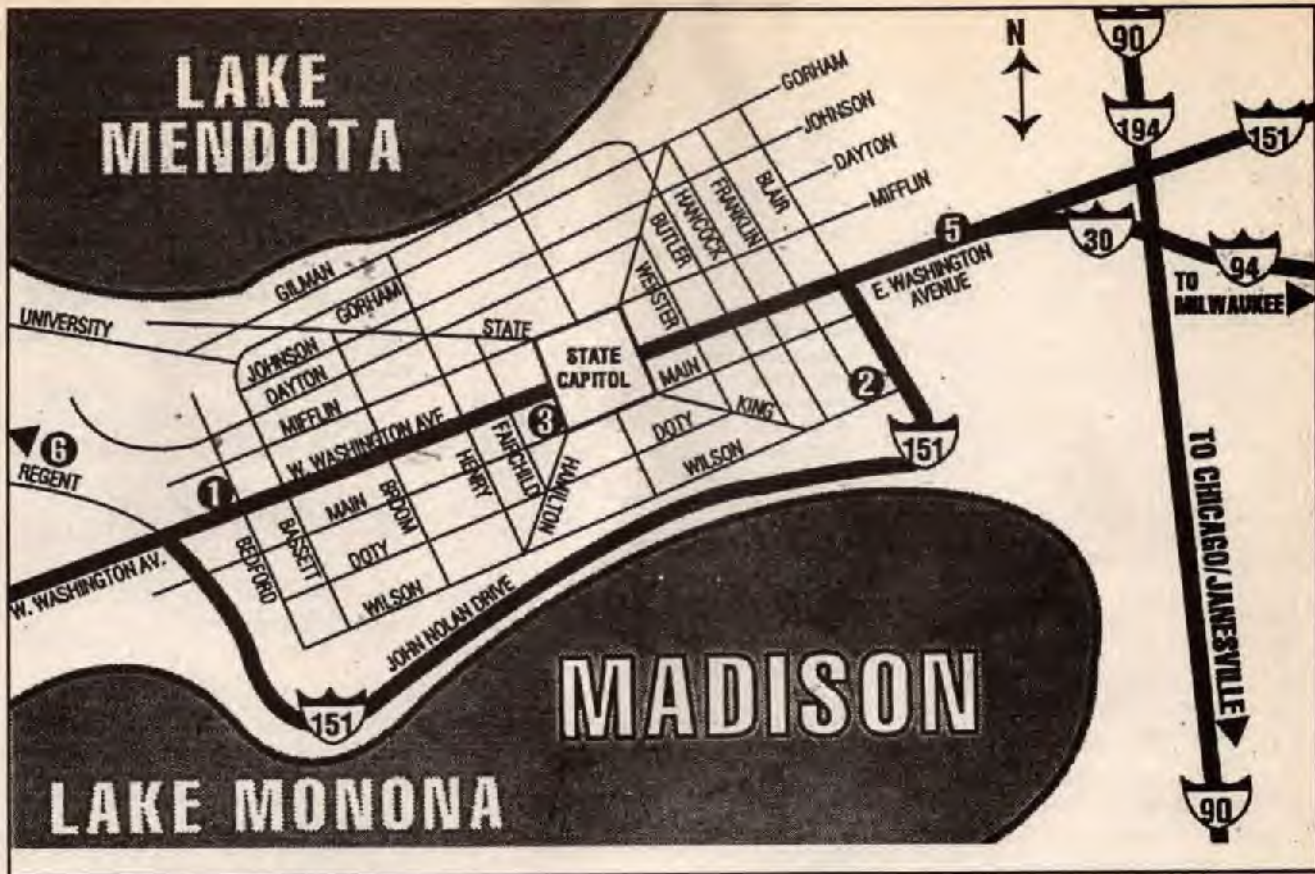 LAKE
MENDOTA
N
90
194
151
GORHAM
JOHNSON
DAYTON
MIFFLIN
BLAIR
FRANKLIN
HANCOCK
BUTLER
WEBSTER
5
30
94
TO
MILWAUKEE
E. WASHINGTON
AVENUE
GILMAN
GORHAM
UNIVERSITY
STATE
JOHNSON
DAYTON
MIFFLIN
STATE
CAPITOL
MAIN
2
KING
W. WASHINGTON AVE
3
FAIRCHILD
HENRY
HAMILTON
DOTY
WILSON
151
6
REGENT
1
MAIN
BROOM
BASSETT
DOTY
BEDFORD
W. WASHINGTON AV.
WILSON
JOHN NOLAN DRIVE
TO CHICAGO/JANESVILLE
151
MADISON
LAKE MONONA
90